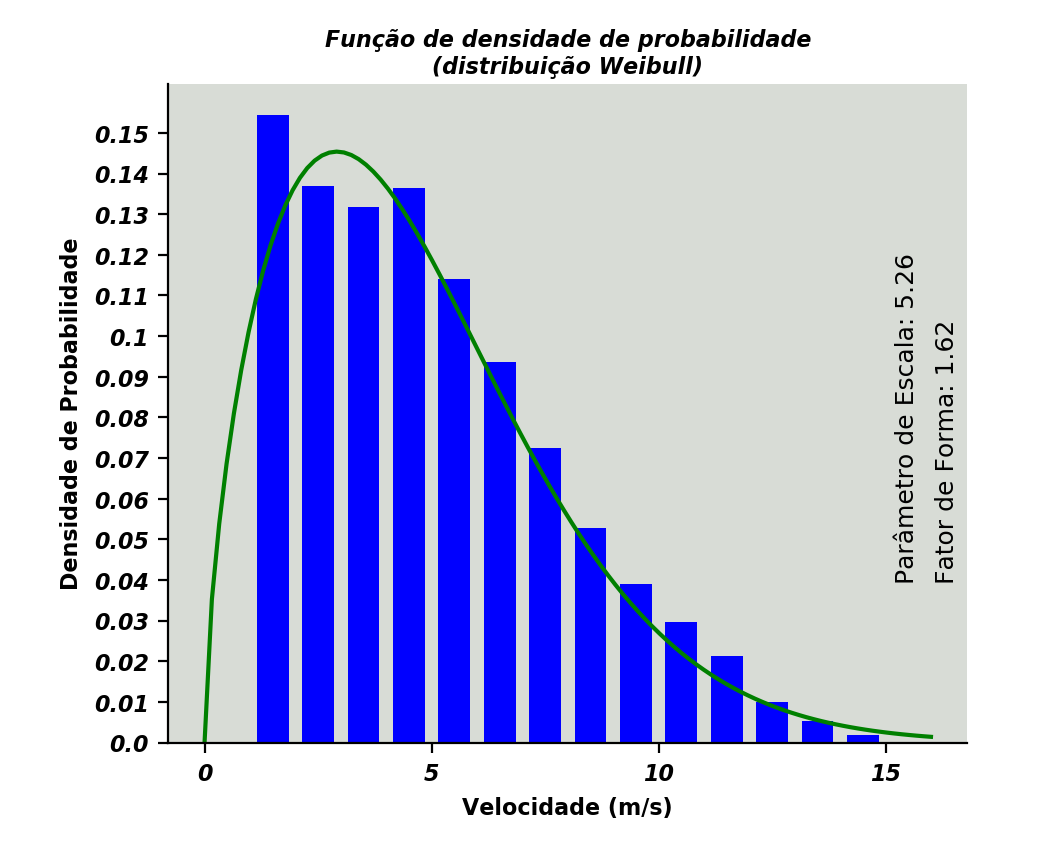 Função de densidade de probabilidade
(distribuição Weibull)
0.15
0.14
0.13
0.12
0.11
0.1
0.09
0.08
0.07
0.06
0.05
0.04
0.03
0.02
0.01
0.0
Densidade de Probabilidade
Parâmetro de Escala: 5.26
Fator de Forma: 1.62
0 5 10 15
Velocidade (m/s)